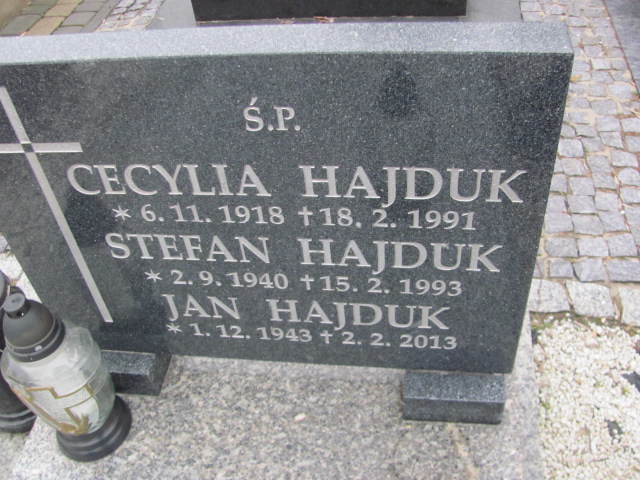 Ś.P.
CECYLIA HAJDUK
* 6. 11. 1918 † 18. 2. 1991
STEFAN HAJDUK
* 2. 9. 1940 † 15. 2. 1993
JAN HAJDUK
* 1. 12. 1943 † 2. 2. 2013